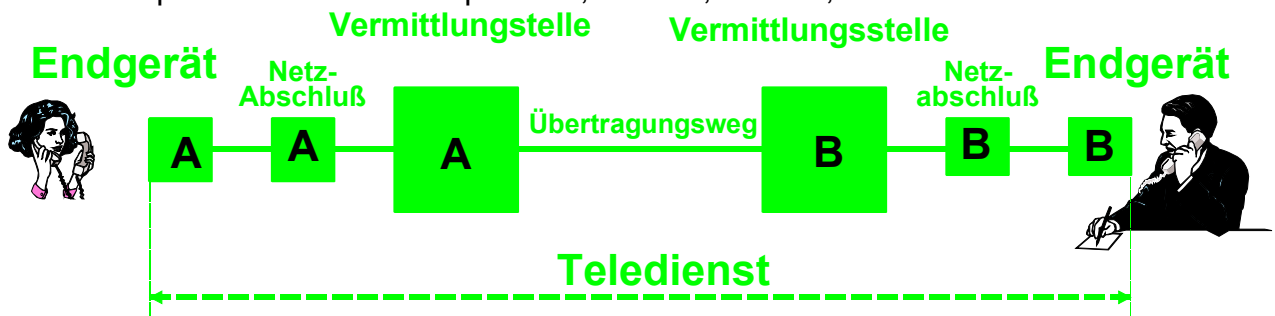 Vermittlungstelle Vermittlungsstelle
Endgerät Netz- Netz- Endgerät
Abschluß abschluß
Übertragungsweg
A A A B B B
Teledienst